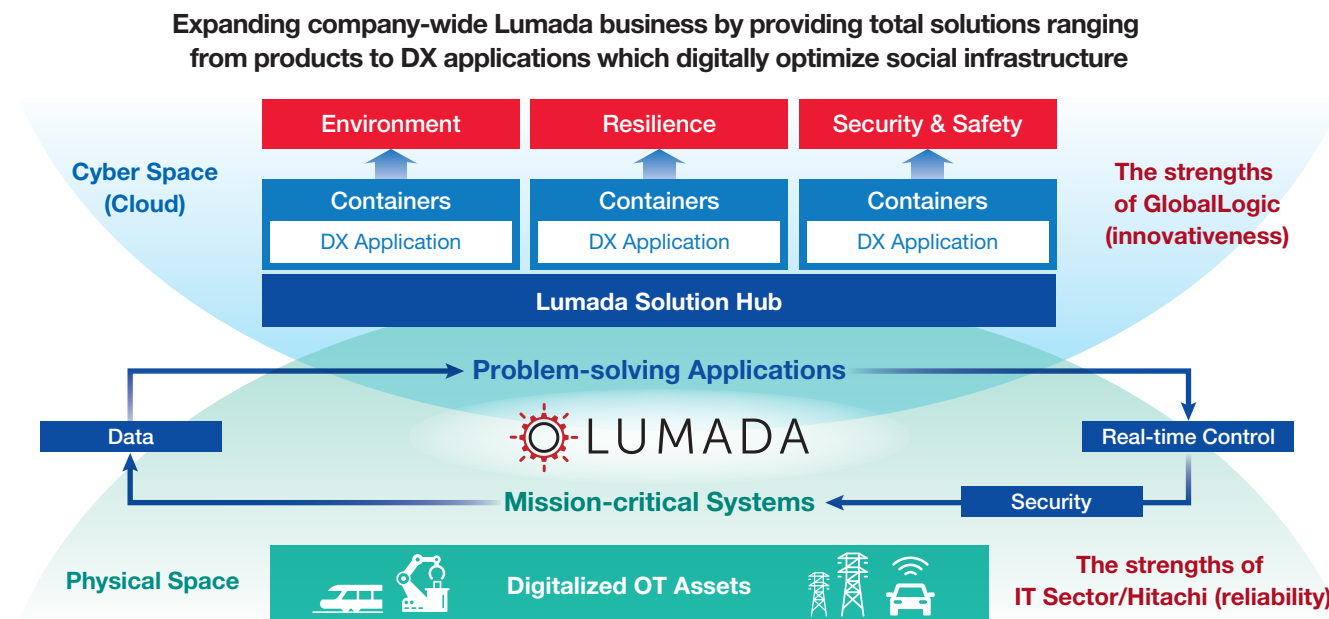 Expanding company-wide Lumada business by providing total solutions ranging
from products to DX applications which digitally optimize social infrastructure
Environment
Resilience
Security & Safety
Cyber Space
(Cloud)
Containers
DX Application
Containers
DX Application
Containers
DX Application
The strengths
of GlobalLogic
(innovativeness)
Lumada Solution Hub
Problem-solving Applications
Data
LUMADA
Real-time Control
Mission-critical Systems
Security
Physical Space
Digitalized OT Assets
The strengths of
IT Sector/Hitachi (reliability)